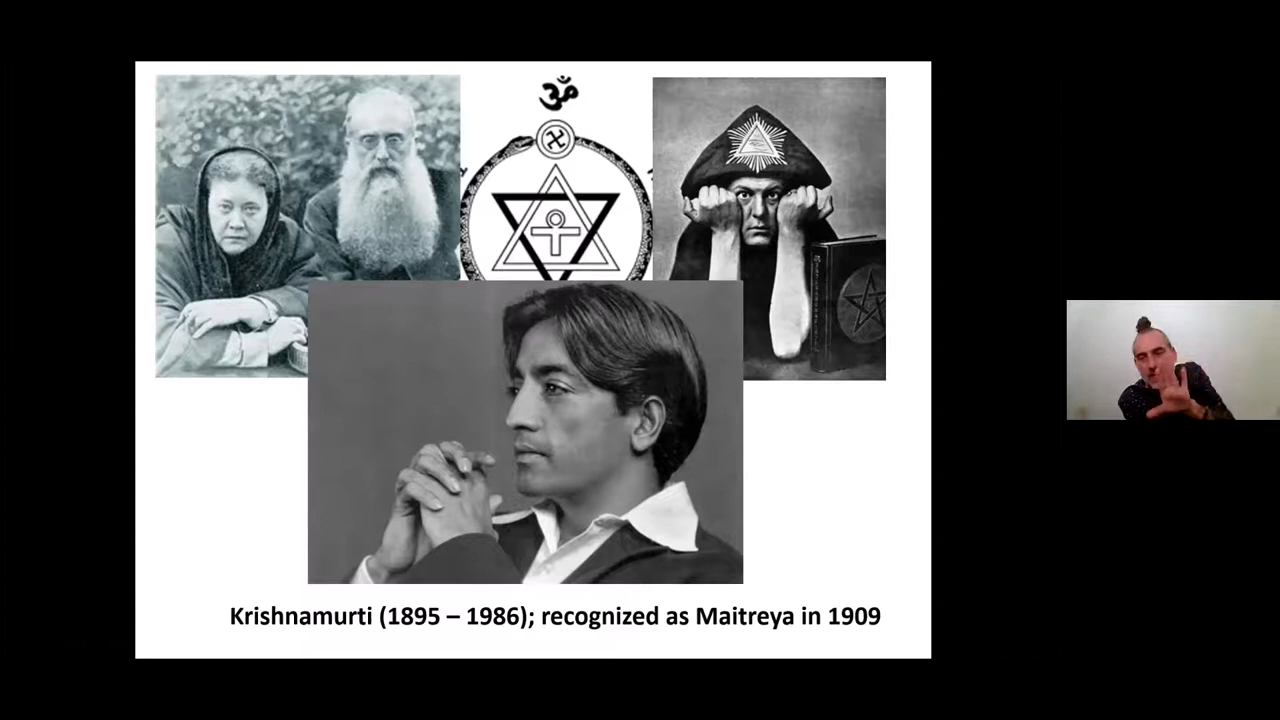 ॐ
Krishnamurti (1895 – 1986); recognized as Maitreya in 1909